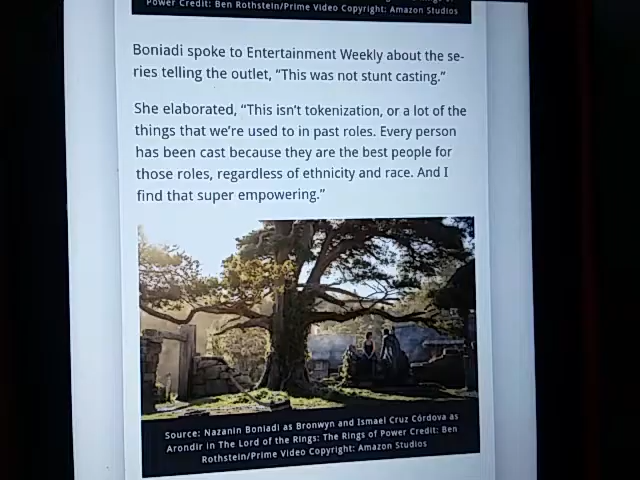 Power Credit: Ben Rothstein/Prime Video Copyright: Amazon Studios
Boniadi spoke to Entertainment Weekly about the se-
ries telling the outlet, “This was not stunt casting.”
She elaborated, “This isn’t tokenization, or a lot of the
things that we’re used to in past roles. Every person
has been cast because they are the best people for
those roles, regardless of ethnicity and race. And I
find that super empowering.”
Source: Nazanin Boniadi as Bronwyn and Ismael Cruz Córdova as
Arondir in The Lord of the Rings: The Rings of Power Credit: Ben
Rothstein/Prime Video Copyright: Amazon Studios